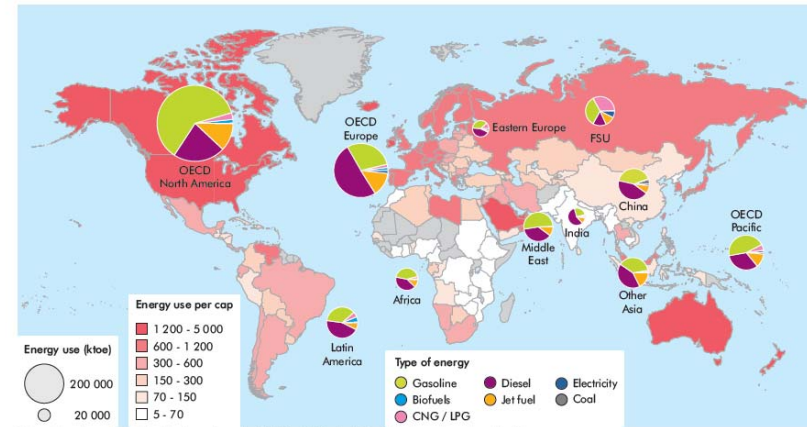 OECD
North America
OECD
Europe
Eastern Europe
FSU
China
India
Middle
East
OECD
Pacific
Other
Asia
Africa
Latin
America
Energy use (ktoe)
200 000
20 000
Energy use per cap
1 200 - 5 000
600 - 1 200
300 - 600
150 - 300
70 - 150
5 - 70
Type of energy
Gasoline
Diesel
Electricity
Biofuels
Jet fuel
Coal
CNG / LPG